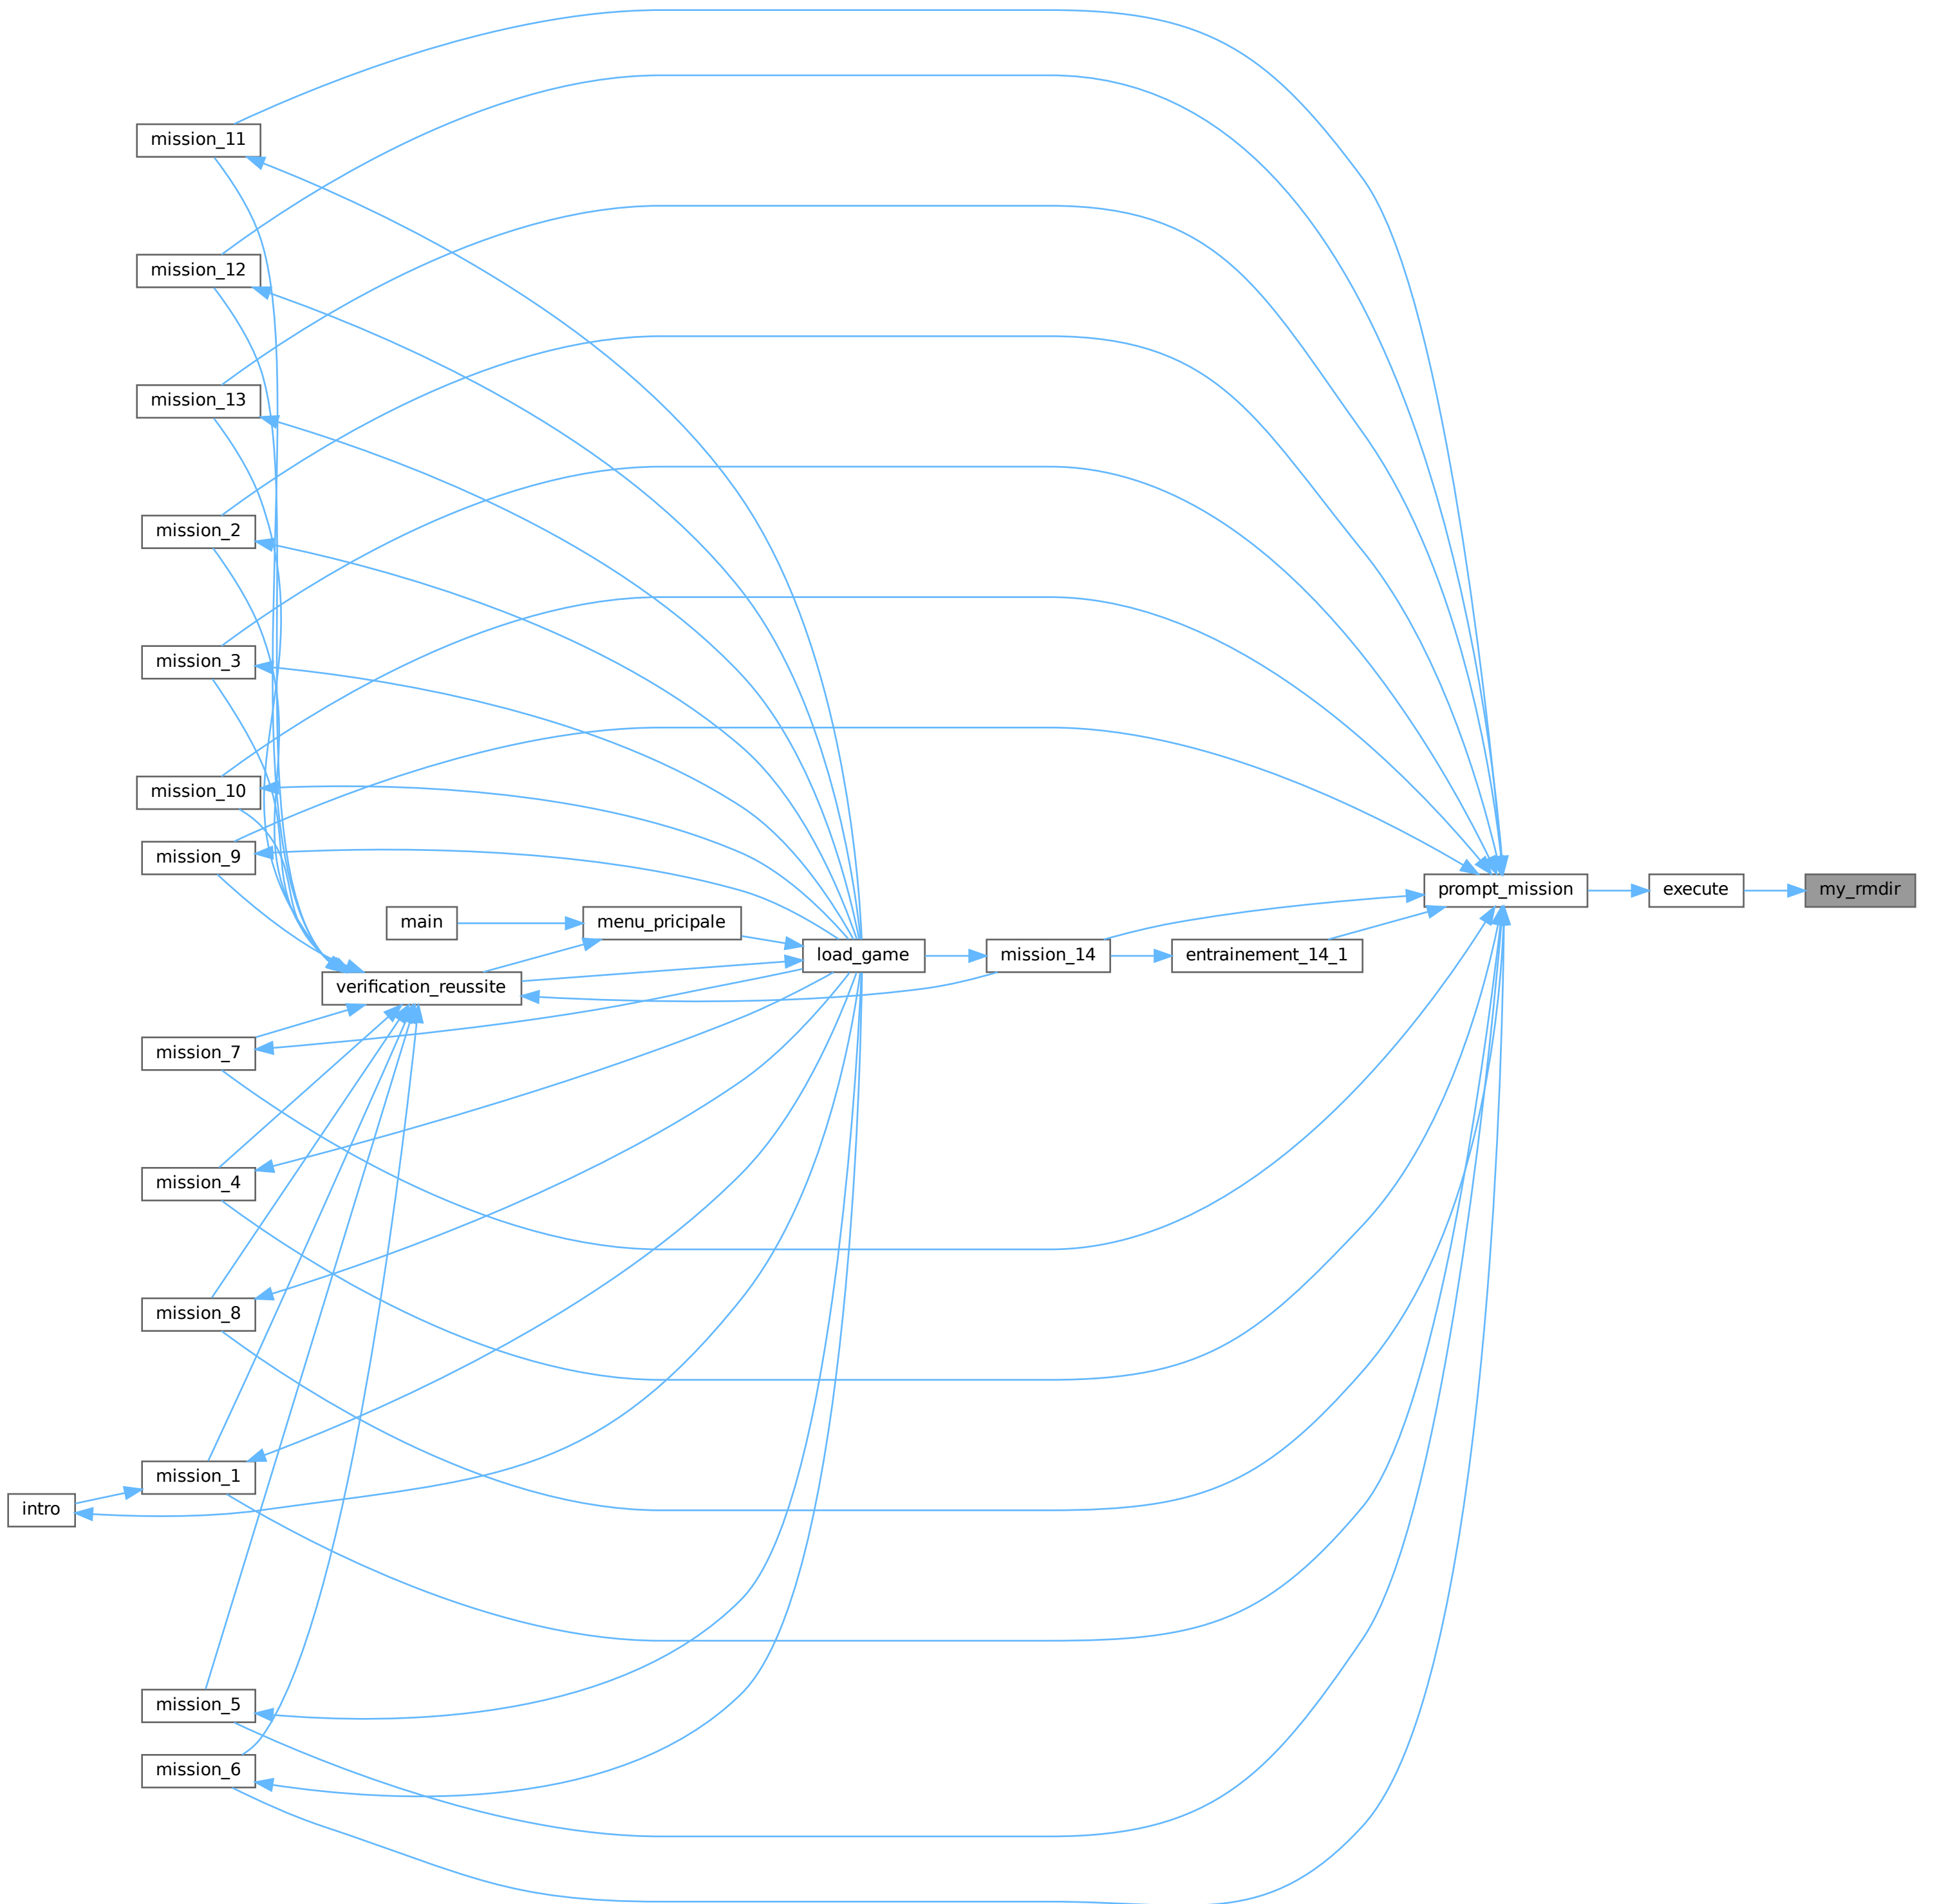 mission_11
mission_12
mission_13
mission_2
mission_3
mission_10
mission_9
prompt_mission
execute
my_rmdir
main
menu_pricipale
load_game
mission_14
entrainement_14_1
verification_reussite
mission_7
mission_4
mission_8
mission_1
intro
mission_5
mission_6